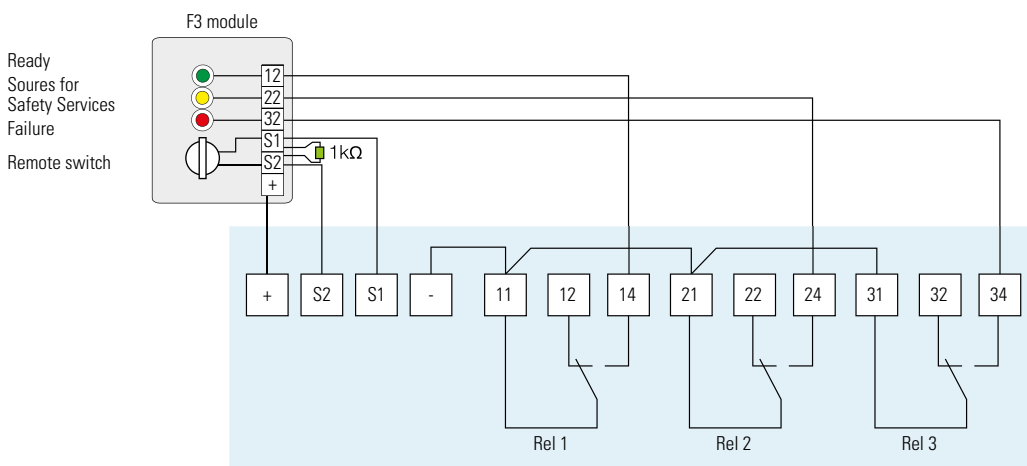 F3 module
Ready
Soures for
Safety Services
Failure
Remote switch
12
22
32
S1
S2
+
1kΩ
+ S2 S1 - 11 12 14 21 22 24 31 32 34
Rel 1 Rel 2 Rel 3